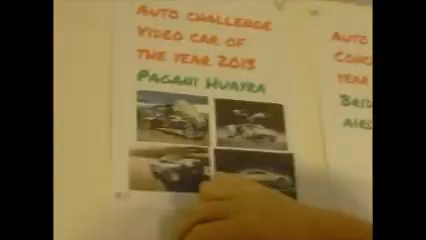 Auto challenge
Video car of
the year 2013
Pagani Huayra
Auto
year